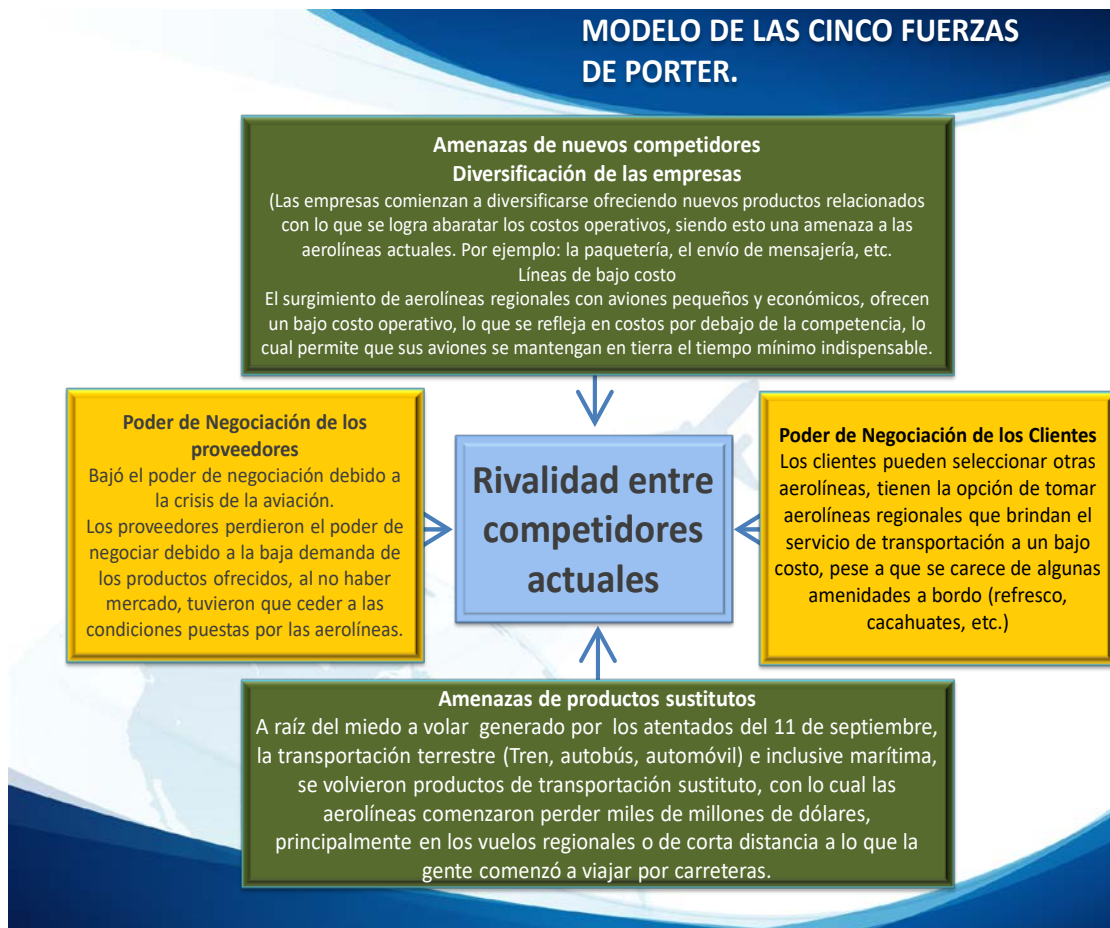 MODELO DE LAS CINCO FUERZAS
DE PORTER.
Amenazas de nuevos competidores
Diversificación de las empresas
(Las empresas comienzan a diversificarse ofreciendo nuevos productos relacionados
con lo que se logra abaratar los costos operativos, siendo esto una amenaza a las
aerolíneas actuales. Por ejemplo: la paquetería, el envío de mensajería, etc.
Líneas de bajo costo
El surgimiento de aerolíneas regionales con aviones pequeños y económicos, ofrecen
un bajo costo operativo, lo que se refleja en costos por debajo de la competencia, lo
cual permite que sus aviones se mantengan en tierra el tiempo mínimo indispensable.
Poder de Negociación de los
proveedores
Bajó el poder de negociación debido a
la crisis de la aviación.
Los proveedores perdieron el poder de
negociar debido a la baja demanda de
los productos ofrecidos, al no haber
mercado, tuvieron que ceder a las
condiciones puestas por las aerolíneas.
Rivalidad entre
competidores
actuales
Poder de Negociación de los Clientes
Los clientes pueden seleccionar otras
aerolíneas, tienen la opción de tomar
aerolíneas regionales que brindan el
servicio de transportación a un bajo
costo, pese a que se carece de algunas
amenidades a bordo (refresco,
cacahuates, etc.)
Amenazas de productos sustitutos
A raíz del miedo a volar generado por los atentados del 11 de septiembre,
la transportación terrestre (Tren, autobús, automóvil) e inclusive marítima,
se volvieron productos de transportación sustituto, con lo cual las
aerolíneas comenzaron perder miles de millones de dólares,
principalmente en los vuelos regionales o de corta distancia a lo que la
gente comenzó a viajar por carreteras.